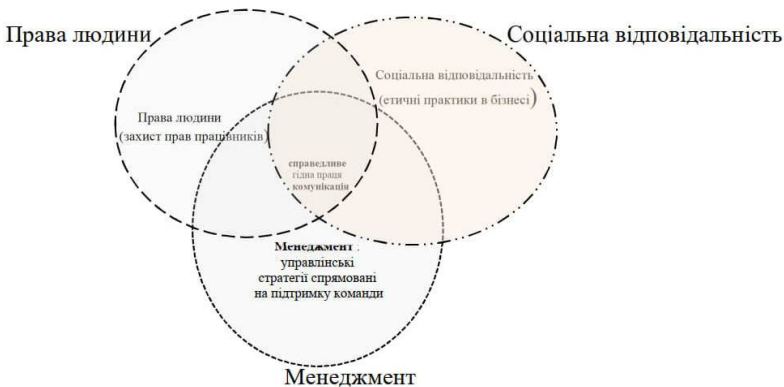 Права людини
Соціальна відповідальність
Соціальна відповідальність
(етичні практики в бізнесі)
Права людини
(захист прав працівників)
справедливе
гідна праця
комунікація
Менеджмент :
управлінські
стратегії спрямовані
на підтримку команди
Менеджмент